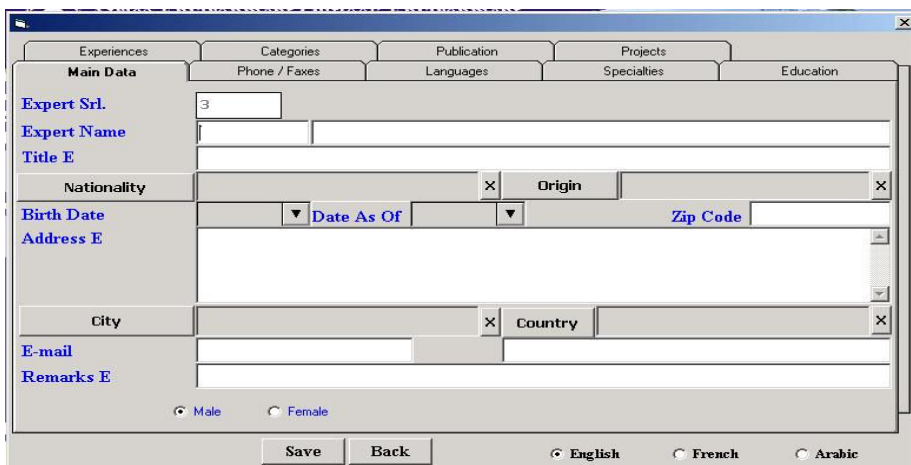 Experiences Categories Publication Projects
Main Data Phone / Faxes Languages Specialties Education
Expert Srl. 3
Expert Name
Title E
Nationality X Origin X
Birth Date Date As Of Zip Code
Address E
City X Country X
E-mail
Remarks E
Male Female
Save Back English French Arabic